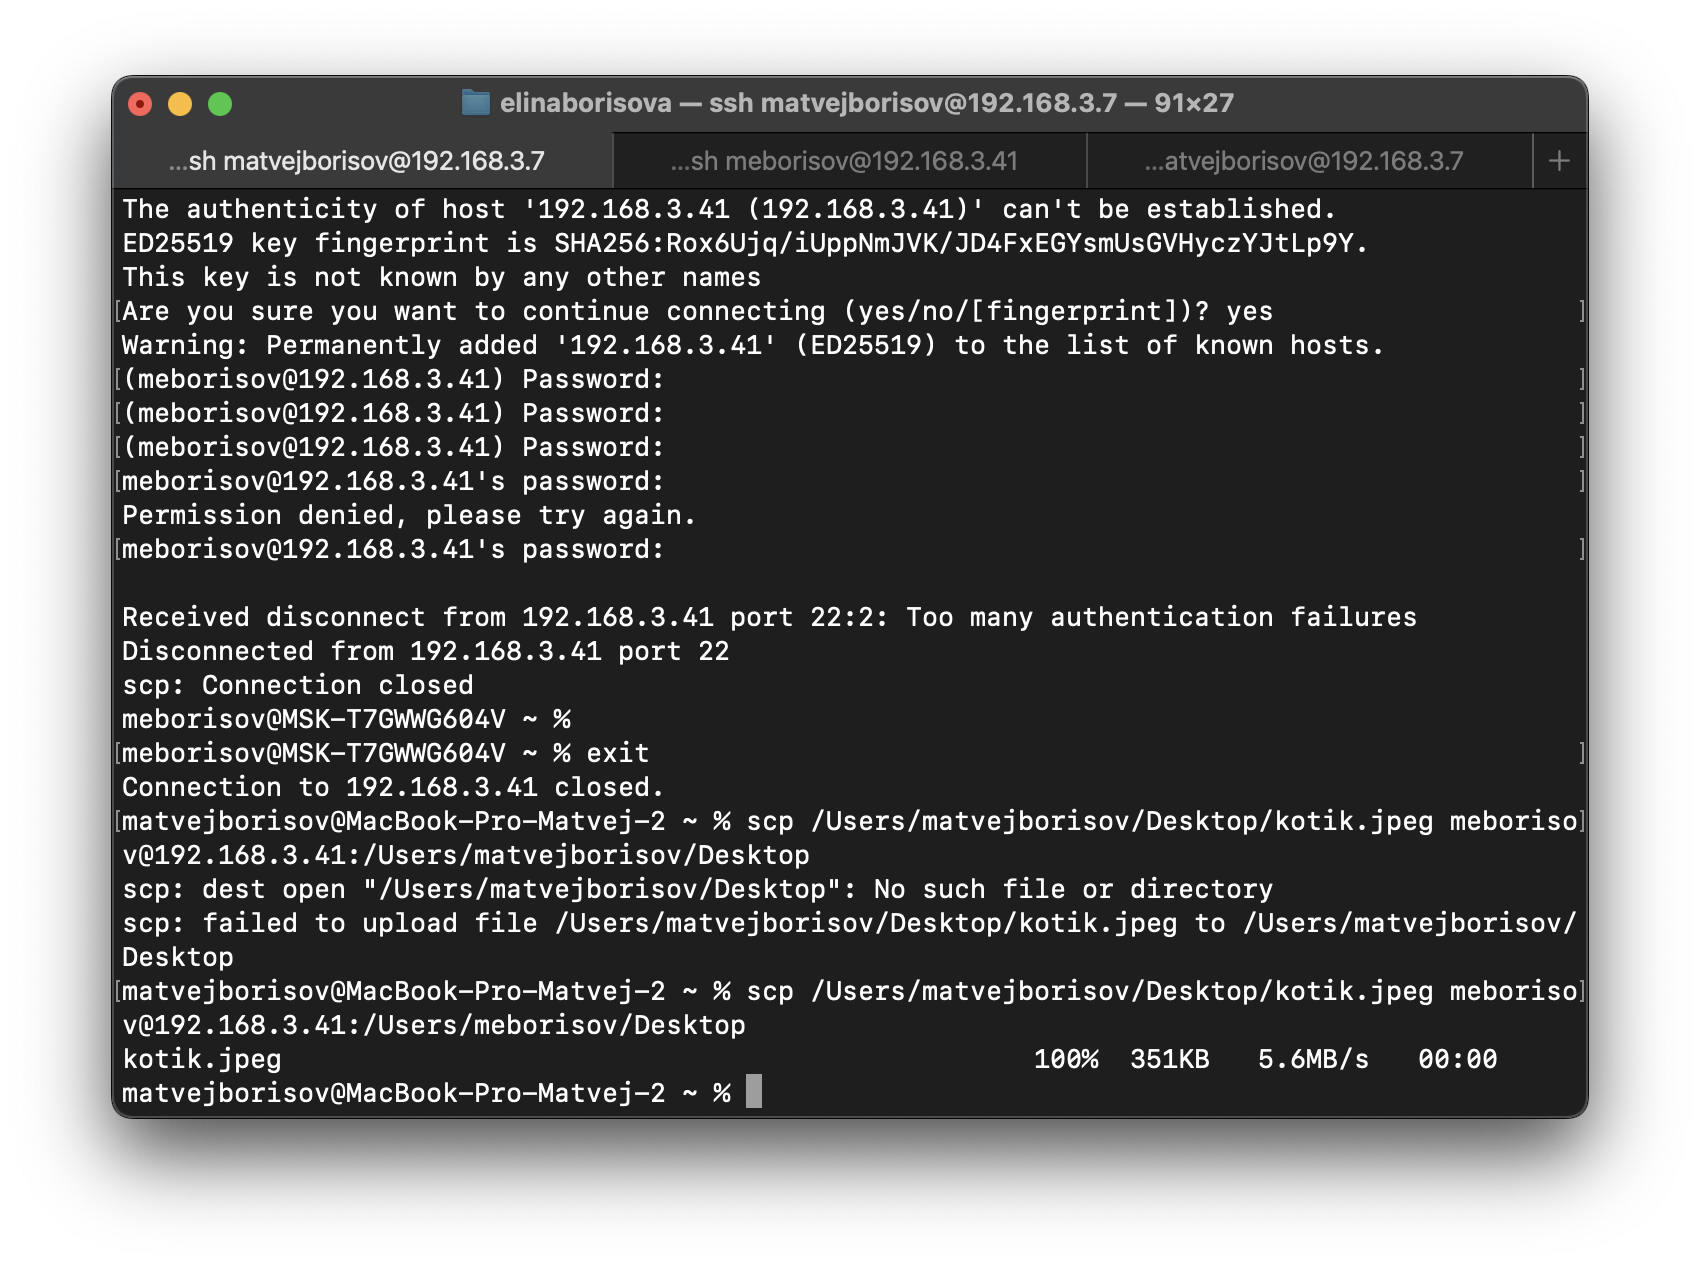 elinaborisova — ssh matvejborisov@192.168.3.7 — 91×27
...sh matvejborisov@192.168.3.7
...sh meborisov@192.168.3.41
...atvejborisov@192.168.3.7
+
The authenticity of host '192.168.3.41 (192.168.3.41)' can't be established.
ED25519 key fingerprint is SHA256:Rox6Ujq/iUppNmJVK/JD4FxEGYsmUsGVHyczYJtLp9Y.
This key is not known by any other names
[Are you sure you want to continue connecting (yes/no/[fingerprint])? yes ]
Warning: Permanently added '192.168.3.41' (ED25519) to the list of known hosts.
[(meborisov@192.168.3.41) Password: ]
[(meborisov@192.168.3.41) Password: ]
[(meborisov@192.168.3.41) Password: ]
[meborisov@192.168.3.41's password: ]
Permission denied, please try again.
[meborisov@192.168.3.41's password: ]
Received disconnect from 192.168.3.41 port 22:2: Too many authentication failures
Disconnected from 192.168.3.41 port 22
scp: Connection closed
meborisov@MSK-T7GWWG604V ~ %
[meborisov@MSK-T7GWWG604V ~ % exit ]
Connection to 192.168.3.41 closed.
[matvejborisov@MacBook-Pro-Matvej-2 ~ % scp /Users/matvejborisov/Desktop/kotik.jpeg meboriso]
v@192.168.3.41:/Users/matvejborisov/Desktop
scp: dest open "/Users/matvejborisov/Desktop": No such file or directory
scp: failed to upload file /Users/matvejborisov/Desktop/kotik.jpeg to /Users/matvejborisov/
Desktop
[matvejborisov@MacBook-Pro-Matvej-2 ~ % scp /Users/matvejborisov/Desktop/kotik.jpeg meboriso]
v@192.168.3.41:/Users/meborisov/Desktop
kotik.jpeg 100% 351KB 5.6MB/s 00:00
matvejborisov@MacBook-Pro-Matvej-2 ~ %